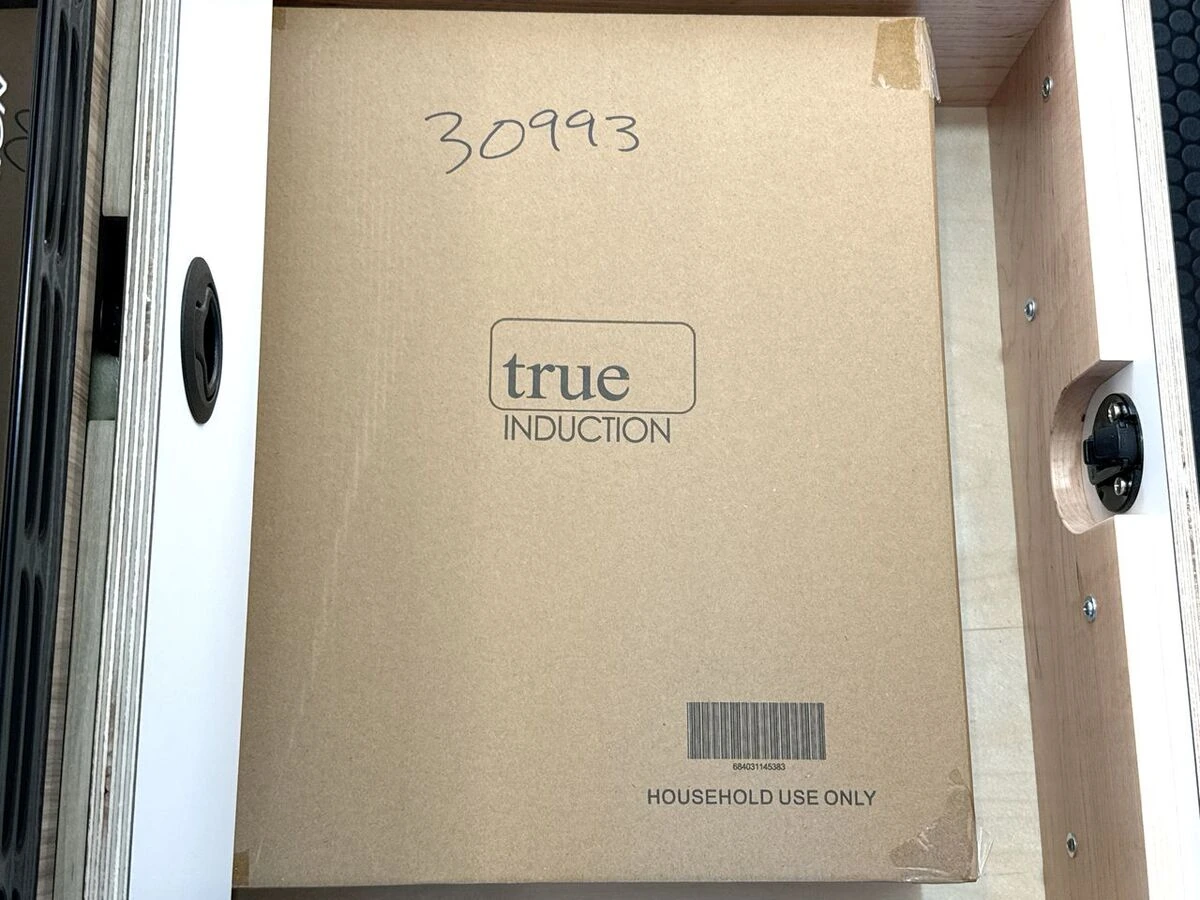 30993
true
INDUCTION
684031145383
HOUSEHOLD USE ONLY